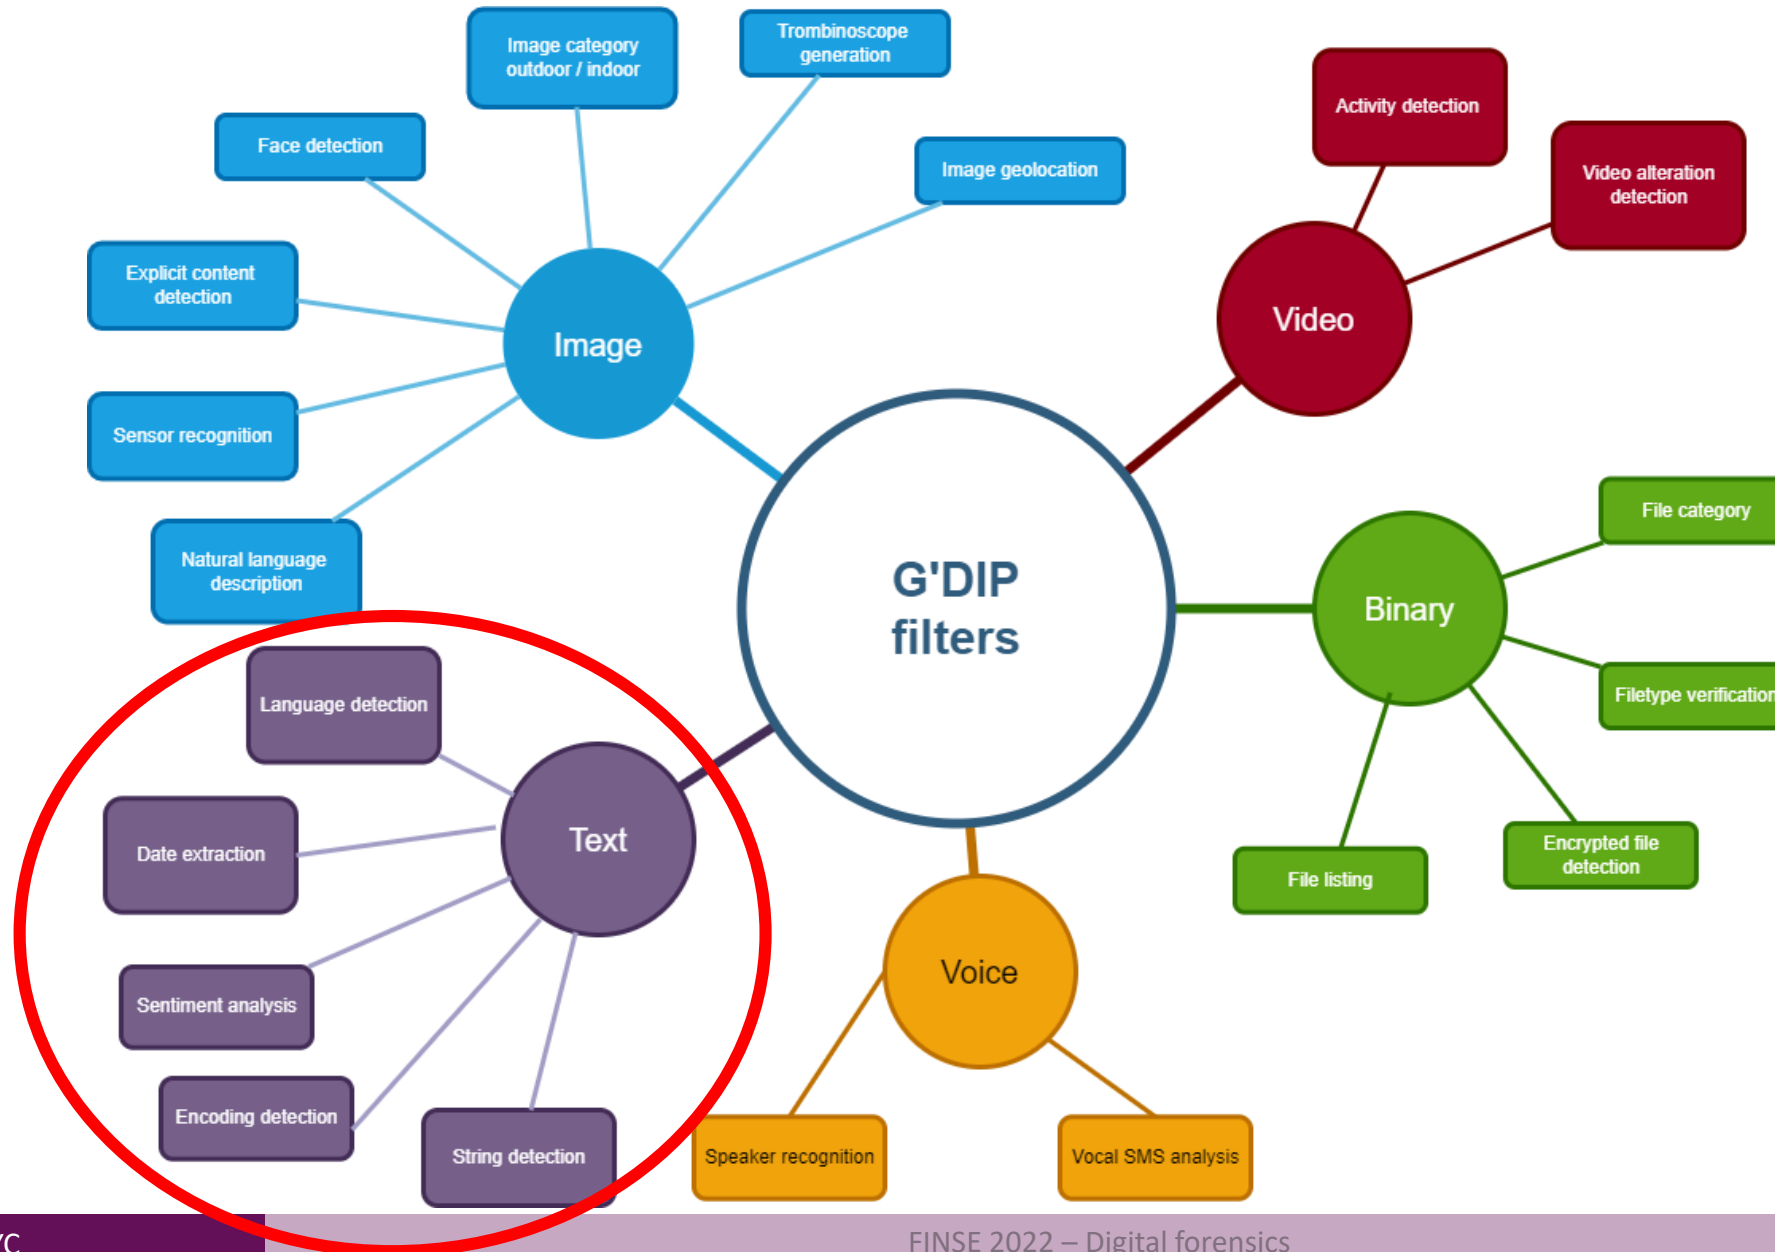 Image category
outdoor / indoor
Trombinoscope
generation
Face detection
Image geolocation
Activity detection
Video alteration
detection
Explicit content
detection
Image
Video
Sensor recognition
Natural language
description
G'DIP
filters
File category
Binary
Filetype verification
Encrypted file
detection
File listing
Language detection
Text
Date extraction
Sentiment analysis
Encoding detection
String detection
Voice
Speaker recognition
Vocal SMS analysis
YC
FINSE 2022 – Digital forensics